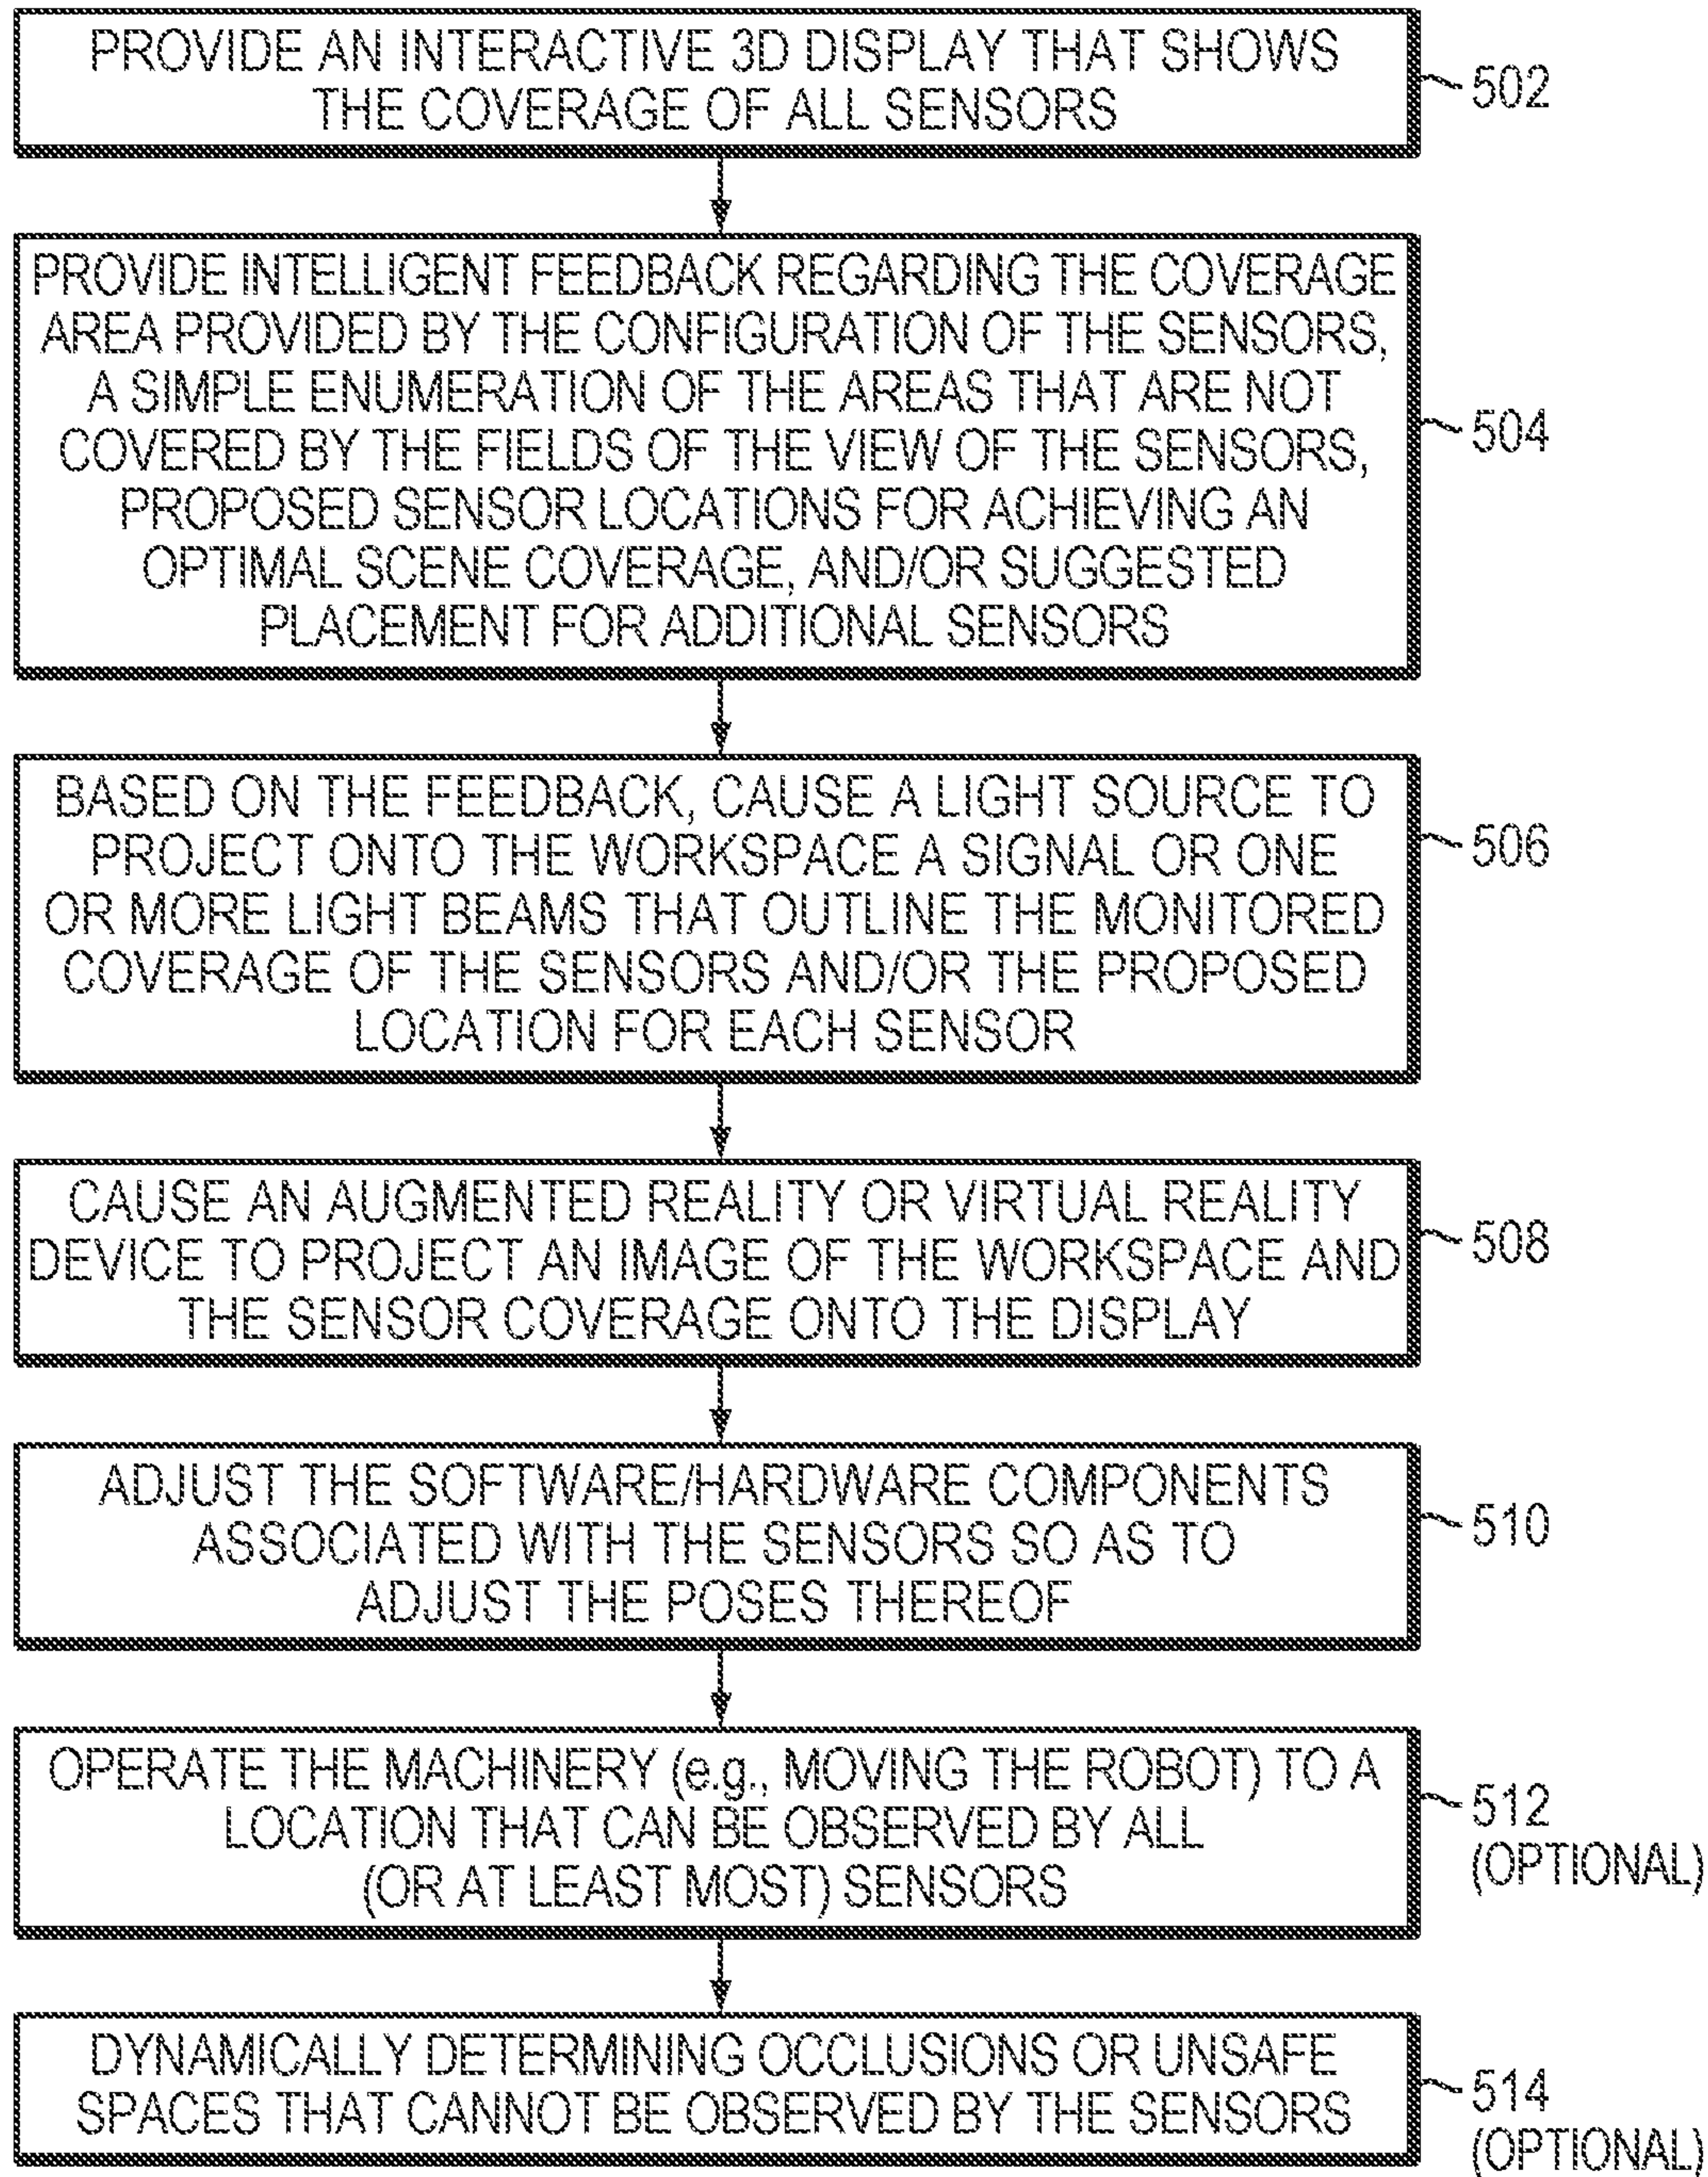 PROVIDE AN INTERACTIVE 3D DISPLAY THAT SHOWS
THE COVERAGE OF ALL SENSORS
502
PROVIDE INTELLIGENT FEEDBACK REGARDING THE COVERAGE
AREA PROVIDED BY THE CONFIGURATION OF THE SENSORS,
A SIMPLE ENUMERATION OF THE AREAS THAT ARE NOT
COVERED BY THE FIELDS OF THE VIEW OF THE SENSORS,
PROPOSED SENSOR LOCATIONS FOR ACHIEVING AN
OPTIMAL SCENE COVERAGE, AND/OR SUGGESTED
PLACEMENT FOR ADDITIONAL SENSORS
504
BASED ON THE FEEDBACK, CAUSE A LIGHT SOURCE TO
PROJECT ONTO THE WORKSPACE A SIGNAL OR ONE
OR MORE LIGHT BEAMS THAT OUTLINE THE MONITORED
COVERAGE OF THE SENSORS AND/OR THE PROPOSED
LOCATION FOR EACH SENSOR
506
CAUSE AN AUGMENTED REALITY OR VIRTUAL REALITY
DEVICE TO PROJECT AN IMAGE OF THE WORKSPACE AND
THE SENSOR COVERAGE ONTO THE DISPLAY
508
ADJUST THE SOFTWARE/HARDWARE COMPONENTS
ASSOCIATED WITH THE SENSORS SO AS TO
ADJUST THE POSES THEREOF
510
OPERATE THE MACHINERY (e.g., MOVING THE ROBOT) TO A
LOCATION THAT CAN BE OBSERVED BY ALL
(OR AT LEAST MOST) SENSORS
512
(OPTIONAL)
DYNAMICALLY DETERMINING OCCLUSIONS OR UNSAFE
SPACES THAT CANNOT BE OBSERVED BY THE SENSORS
514
(OPTIONAL)